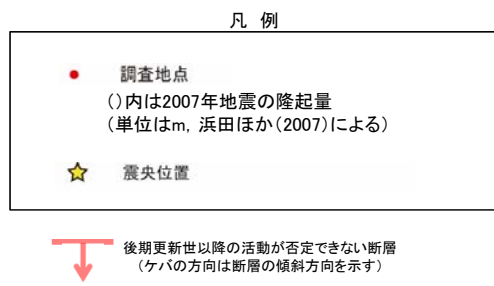 凡 例
調査地点
()内は2007年地震の隆起量
(単位はm, 浜田ほか(2007)による)
震央位置
後期更新世以降の活動が否定できない断層
(ケバの方向は断層の傾斜方向を示す)